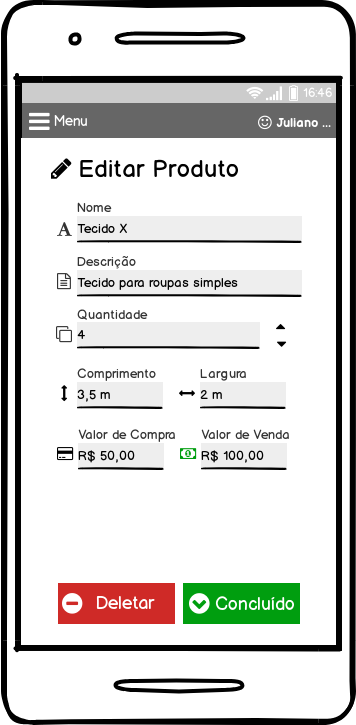 16:46
Menu
Juliano ...
Editar Produto
Nome
Tecido X
Descrição
Tecido para roupas simples
Quantidade
4
Comprimento
Largura
3,5 m
2 m
Valor de Compra
Valor de Venda
R$ 50,00
R$ 100,00
Deletar
Concluído